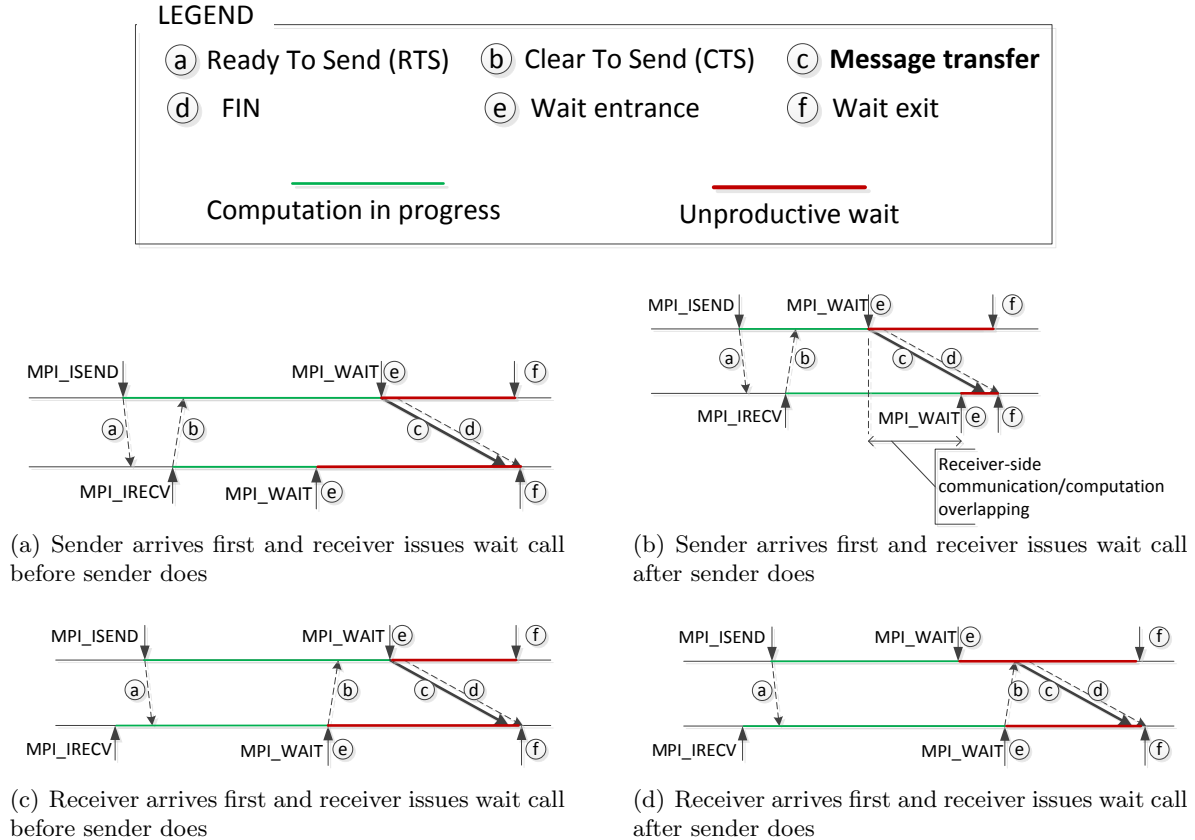 LEGEND
a Ready To Send (RTS) b Clear To Send (CTS) c Message transfer
d FIN e Wait entrance f Wait exit
Computation in progress Unproductive wait
MPI_ISEND MPI_WAIT e f
a b c d
MPI_IRECV MPI_WAIT e f
(a) Sender arrives first and receiver issues wait call
before sender does
MPI_ISEND MPI_WAIT e f
a b c d
MPI_IRECV MPI_WAIT e f
Receiver-side
communication/computation
overlapping
(b) Sender arrives first and receiver issues wait call
after sender does
MPI_ISEND MPI_WAIT e f
a b c d
MPI_IRECV MPI_WAIT e f
(c) Receiver arrives first and receiver issues wait call
before sender does
MPI_ISEND MPI_WAIT e f
a b c d
MPI_IRECV MPI_WAIT e f
(d) Receiver arrives first and receiver issues wait call
after sender does